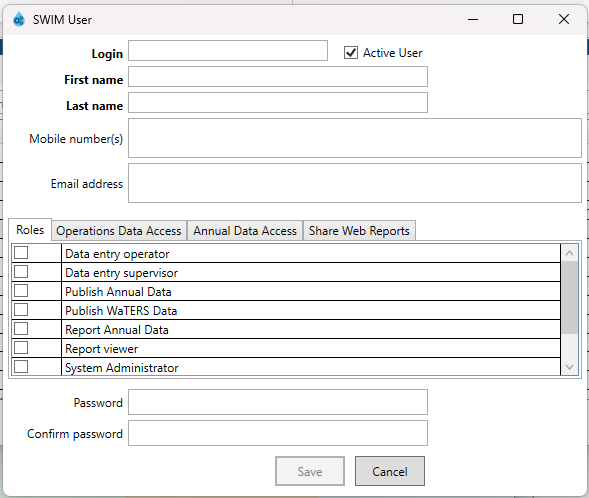 SWIM User
Login
Active User
First name
Last name
Mobile number(s)
Email address
Roles Operations Data Access Annual Data Access Share Web Reports
Data entry operator
Data entry supervisor
Publish Annual Data
Publish WaTERS Data
Report Annual Data
Report viewer
System Administrator
Password
Confirm password
Save Cancel